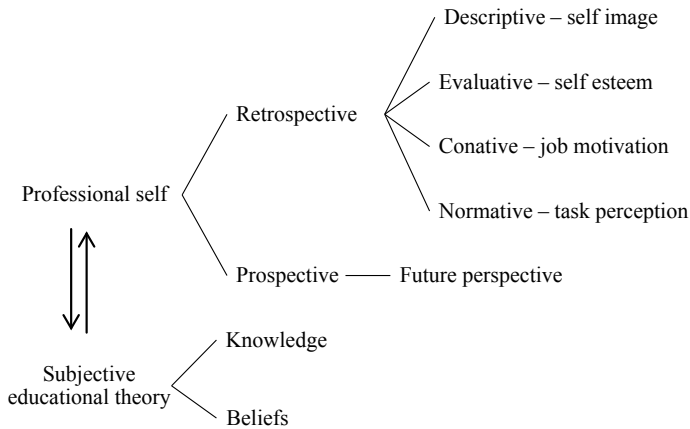 Descriptive – self image
Evaluative – self esteem
Retrospective
Conative – job motivation
Professional self
Normative – task perception
Prospective
Future perspective
Knowledge
Subjective
educational theory
Beliefs